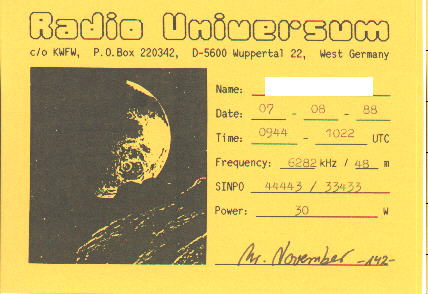 Radio Universum
c/o KWFW, P.O.Box 220342, D-5600 Wuppertal 22, West Germany
Name:
Date: 07 - 08 - 88
Time: 0944 - 1022 UTC
Frequency: 6282 kHz / 48 m
SINPO 44443 / 33433
Power: 30 W
Mr. November -142-